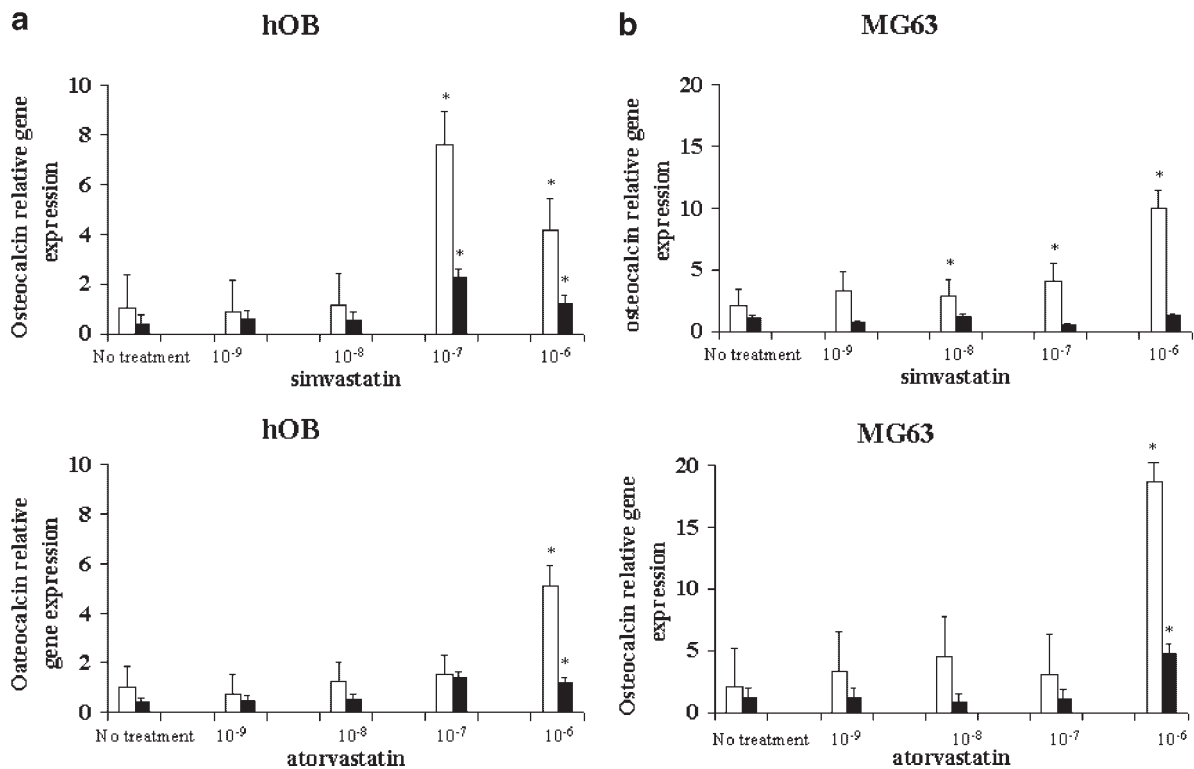 a
hOB
Osteocalcin relative gene
expression
10
8
6
4
2
0
*
*
*
*
No treatment 10-9 10-8 10-7 10-6
simvastatin
b
MG63
osteocalcin relative gene
expression
20
15
10
5
0
*
*
*
No treatment 10-9 10-8 10-7 10-6
simvastatin
hOB
Oateocalcin relative
gene expression
10
8
6
4
2
0
*
*
No treatment 10-9 10-8 10-7 10-6
atorvastatin
MG63
Osteocalcin relative gene
expression
20
15
10
5
0
*
*
No treatment 10-9 10-8 10-7 10-6
atorvastatin